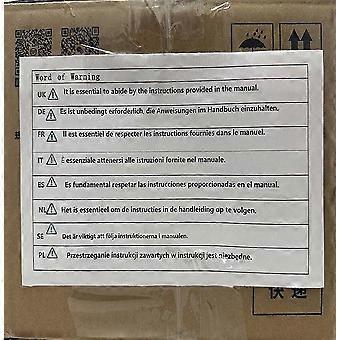 Word of Warning
UK It is essential to abide by the instructions provided in the manual.
DE Es ist unbedingt erforderlich, die Anweisungen im Handbuch einzuhalten.
FR Il est essentiel de respecter les instructions fournies dans le manuel.
IT È essenziale attenersi alle istruzioni fornite nel manuale.
ES Es fundamental respetar las instrucciones proporcionadas en el manual.
NL Het is essentieel om de instructies in de handleiding op te volgen.
SE Det är viktigt att följa instruktionerna i manualen.
PL Przestrzeganie instrukcji zawartych w instrukcji jest niezbędne.
快速